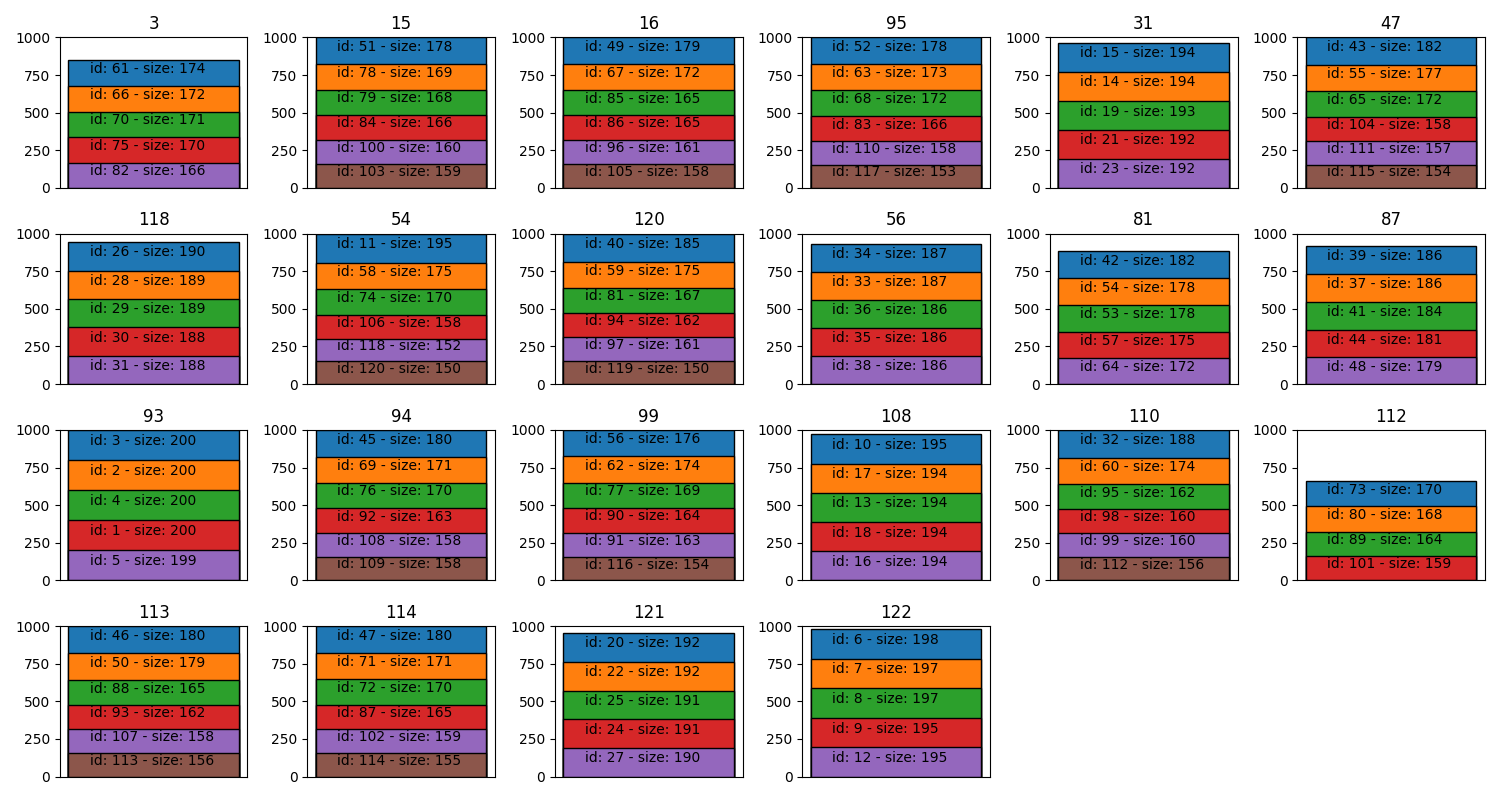 3
1000
750
500
250
0
id: 61 - size: 174
id: 66 - size: 172
id: 70 - size: 171
id: 75 - size: 170
id: 82 - size: 166
15
1000
750
500
250
0
id: 51 - size: 178
id: 78 - size: 169
id: 79 - size: 168
id: 84 - size: 166
id: 100 - size: 160
id: 103 - size: 159
16
1000
750
500
250
0
id: 49 - size: 179
id: 67 - size: 172
id: 85 - size: 165
id: 86 - size: 165
id: 96 - size: 161
id: 105 - size: 158
95
1000
750
500
250
0
id: 52 - size: 178
id: 63 - size: 173
id: 68 - size: 172
id: 83 - size: 166
id: 110 - size: 158
id: 117 - size: 153
31
1000
750
500
250
0
id: 15 - size: 194
id: 14 - size: 194
id: 19 - size: 193
id: 21 - size: 192
id: 23 - size: 192
47
1000
750
500
250
0
id: 43 - size: 182
id: 55 - size: 177
id: 65 - size: 172
id: 104 - size: 158
id: 111 - size: 157
id: 115 - size: 154
118
1000
750
500
250
0
id: 26 - size: 190
id: 28 - size: 189
id: 29 - size: 189
id: 30 - size: 188
id: 31 - size: 188
54
1000
750
500
250
0
id: 11 - size: 195
id: 58 - size: 175
id: 74 - size: 170
id: 106 - size: 158
id: 118 - size: 152
id: 120 - size: 150
120
1000
750
500
250
0
id: 40 - size: 185
id: 59 - size: 175
id: 81 - size: 167
id: 94 - size: 162
id: 97 - size: 161
id: 119 - size: 150
56
1000
750
500
250
0
id: 34 - size: 187
id: 33 - size: 187
id: 36 - size: 186
id: 35 - size: 186
id: 38 - size: 186
81
1000
750
500
250
0
id: 42 - size: 182
id: 54 - size: 178
id: 53 - size: 178
id: 57 - size: 175
id: 64 - size: 172
87
1000
750
500
250
0
id: 39 - size: 186
id: 37 - size: 186
id: 41 - size: 184
id: 44 - size: 181
id: 48 - size: 179
93
1000
750
500
250
0
id: 3 - size: 200
id: 2 - size: 200
id: 4 - size: 200
id: 1 - size: 200
id: 5 - size: 199
94
1000
750
500
250
0
id: 45 - size: 180
id: 69 - size: 171
id: 76 - size: 170
id: 92 - size: 163
id: 108 - size: 158
id: 109 - size: 158
99
1000
750
500
250
0
id: 56 - size: 176
id: 62 - size: 174
id: 77 - size: 169
id: 90 - size: 164
id: 91 - size: 163
id: 116 - size: 154
108
1000
750
500
250
0
id: 10 - size: 195
id: 17 - size: 194
id: 13 - size: 194
id: 18 - size: 194
id: 16 - size: 194
110
1000
750
500
250
0
id: 32 - size: 188
id: 60 - size: 174
id: 95 - size: 162
id: 98 - size: 160
id: 99 - size: 160
id: 112 - size: 156
112
1000
750
500
250
0
id: 73 - size: 170
id: 80 - size: 168
id: 89 - size: 164
id: 101 - size: 159
113
1000
750
500
250
0
id: 46 - size: 180
id: 50 - size: 179
id: 88 - size: 165
id: 93 - size: 162
id: 107 - size: 158
id: 113 - size: 156
114
1000
750
500
250
0
id: 47 - size: 180
id: 71 - size: 171
id: 72 - size: 170
id: 87 - size: 165
id: 102 - size: 159
id: 114 - size: 155
121
1000
750
500
250
0
id: 20 - size: 192
id: 22 - size: 192
id: 25 - size: 191
id: 24 - size: 191
id: 27 - size: 190
122
1000
750
500
250
0
id: 6 - size: 198
id: 7 - size: 197
id: 8 - size: 197
id: 9 - size: 195
id: 12 - size: 195